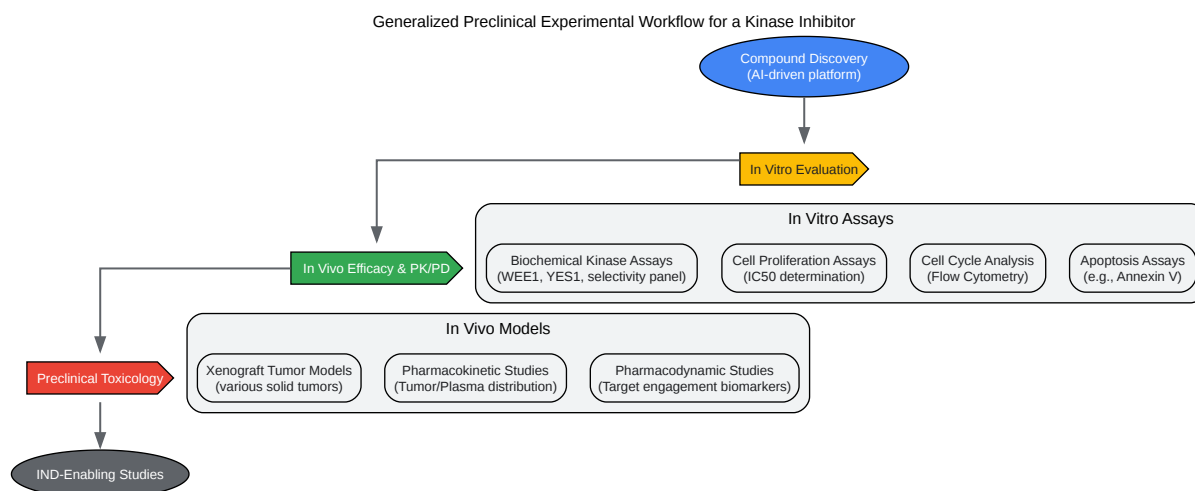 Generalized Preclinical Experimental Workflow for a Kinase Inhibitor
Compound Discovery
(AI-driven platform)
In Vitro Evaluation
In Vitro Assays
In Vivo Efficacy & PK/PD
Biochemical Kinase Assays
(WEE1, YES1, selectivity panel)
Cell Proliferation Assays
(IC50 determination)
Cell Cycle Analysis
(Flow Cytometry)
Apoptosis Assays
(e.g., Annexin V)
In Vivo Models
Preclinical Toxicology
Xenograft Tumor Models
(various solid tumors)
Pharmacokinetic Studies
(Tumor/Plasma distribution)
Pharmacodynamic Studies
(Target engagement biomarkers)
IND-Enabling Studies